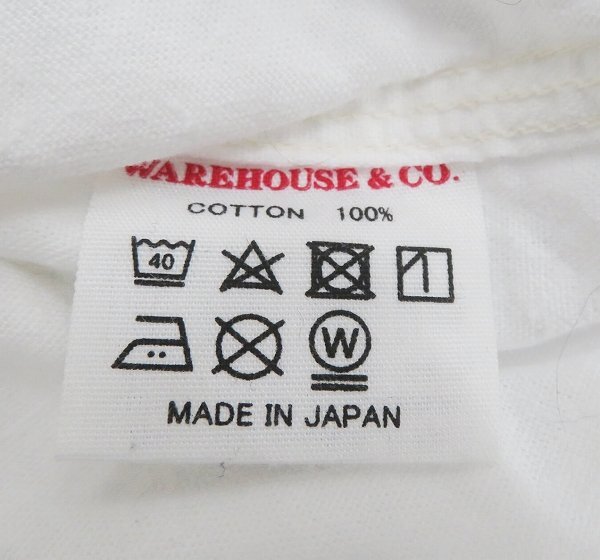 WAREHOUSE & CO.
COTTON 100%
40
W
MADE IN JAPAN